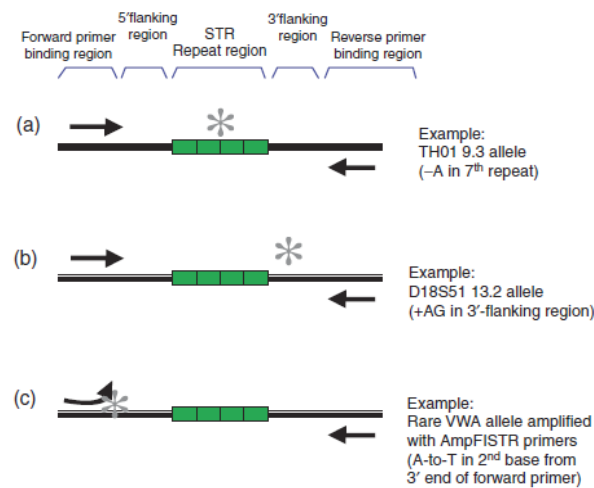 Forward primer
binding region
5′flanking
region
STR
Repeat region
3′flanking
region
Reverse primer
binding region
(a)
Example:
TH01 9.3 allele
(–A in 7th repeat)
(b)
Example:
D18S51 13.2 allele
(+AG in 3′-flanking region)
(c)
Example:
Rare VWA allele amplified
with AmpFlSTR primers
(A-to-T in 2nd base from
3′ end of forward primer)